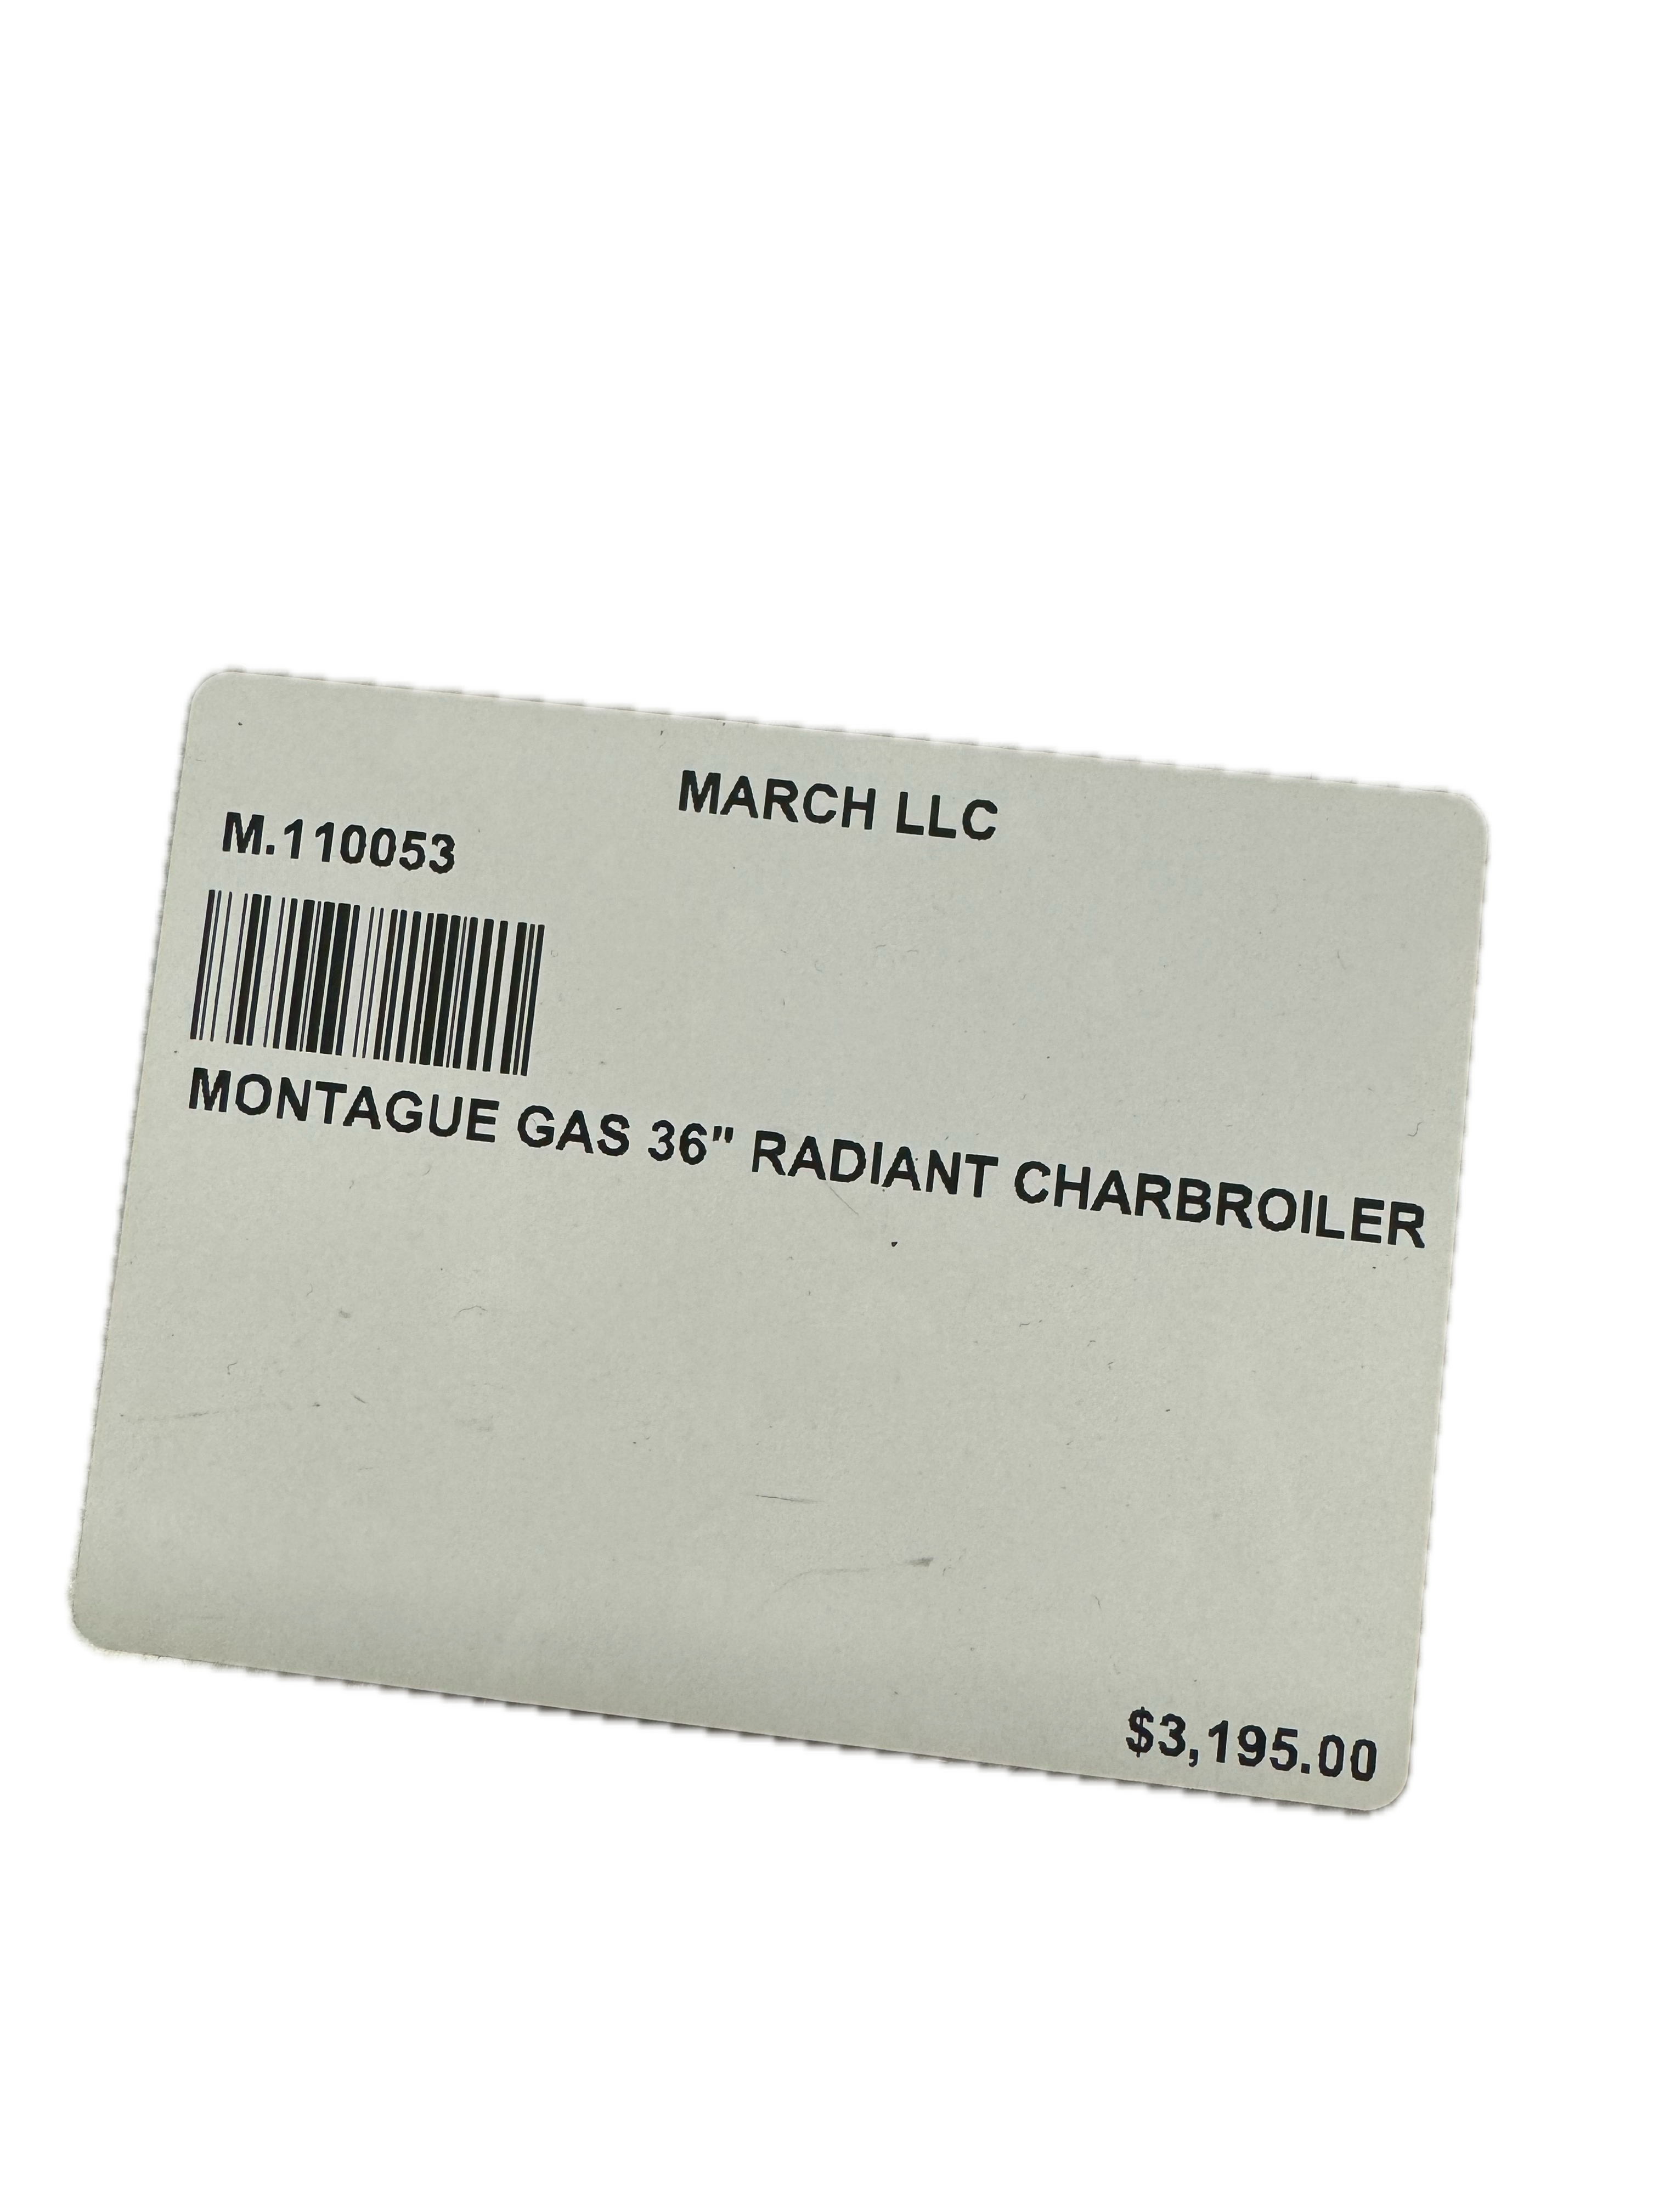 MARCH LLC
M.110053
MONTAGUE GAS 36" RADIANT CHARBROILER
$3,195.00